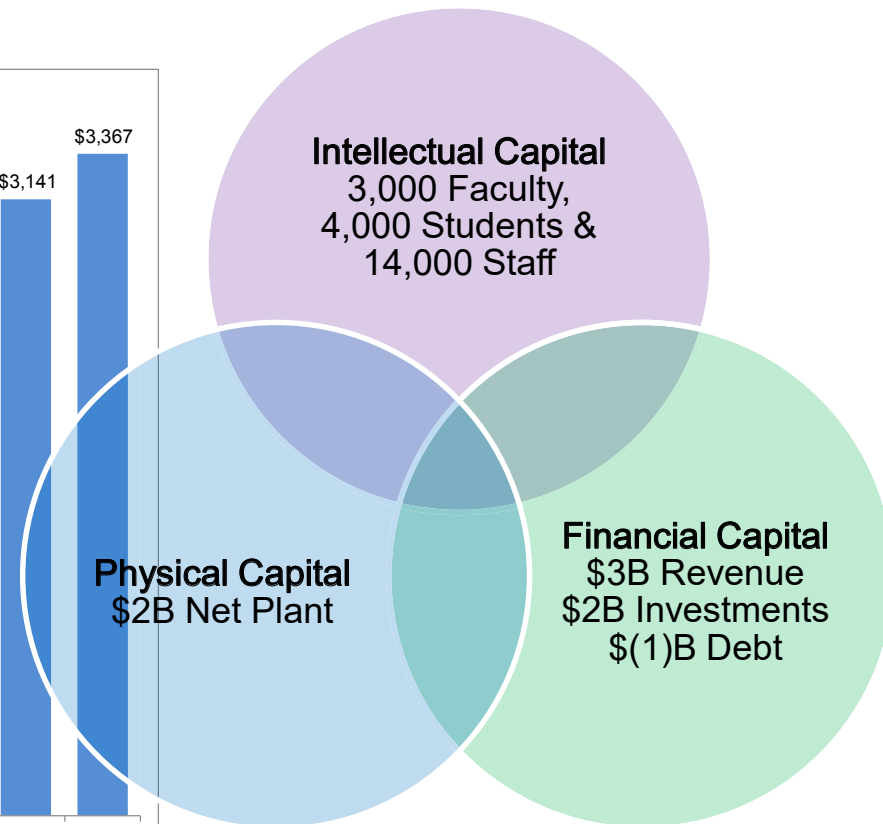 $3,367
$3,141
Intellectual Capital
3,000 Faculty,
4,000 Students &
14,000 Staff
Physical Capital
$2B Net Plant
Financial Capital
$3B Revenue
$2B Investments
$(1)B Debt